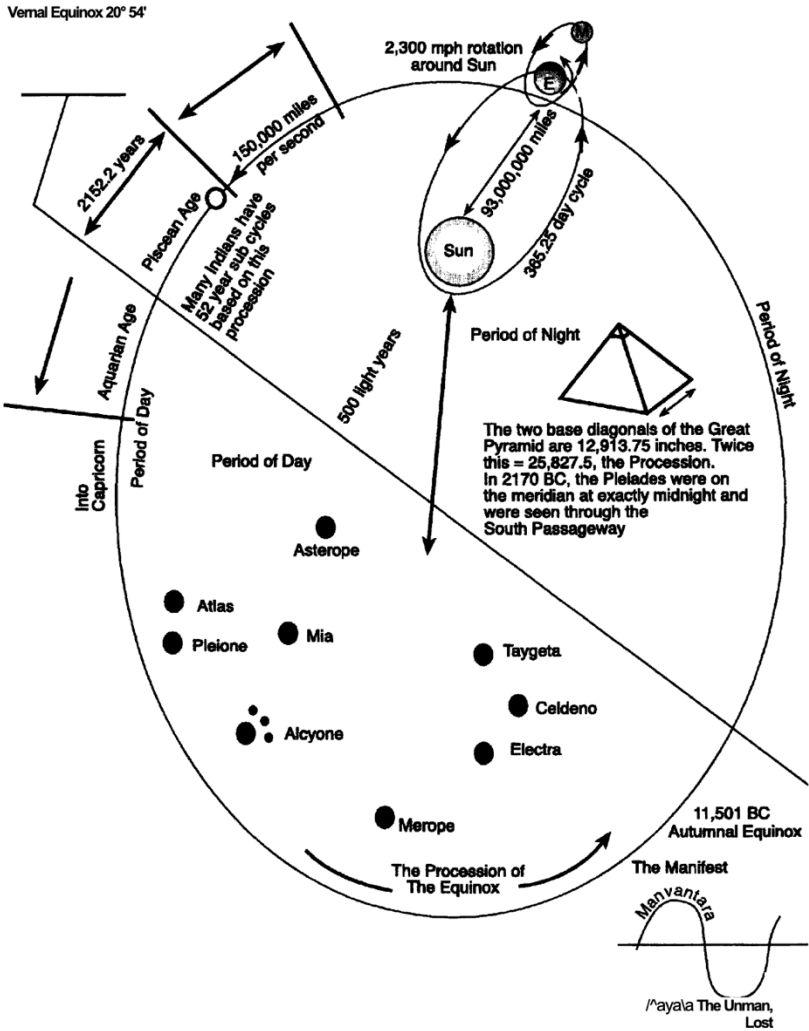 Vernal Equinox 20° 54'
2,300 mph rotation
around Sun
M
E
150,000 miles
per second
2152.2 years
93,000,000 miles
365.25 day cycle
Sun
Piscean Age
Many Indians have
52 year sub cycles
based on this
procession
Aquarian Age
Period of Day
Into
Capricorn
500 light years
Period of Night
Period of Night
The two base diagonals of the Great
Pyramid are 12,913.75 inches. Twice
this = 25,827.5, the Procession.
In 2170 BC, the Pleiades were on
the meridian at exactly midnight and
were seen through the
South Passageway
Period of Day
Asterope
Atlas
Pleione
Mia
Taygeta
Celdeno
Alcyone
Electra
Merope
The Procession of
The Equinox
11,501 BC
Autumnal Equinox
The Manifest
Manvantara
/^aya\a The Unman,
Lost